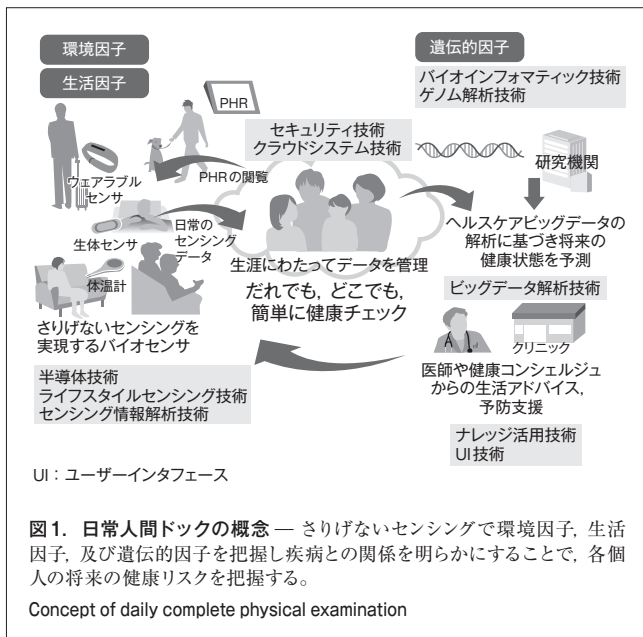 環境因子
生活因子
遺伝的因子
バイオインフォマティック技術
ゲノム解析技術
PHR
セキュリティ技術
クラウドシステム技術
ウェアラブル
センサ
PHRの閲覧
研究機関
生体センサ
日常の
センシング
データ
体温計
生涯にわたってデータを管理
だれでも，どこでも，
簡単に健康チェック
ヘルスケアビッグデータの
解析に基づき将来の
健康状態を予測
ビッグデータ解析技術
さりげないセンシングを
実現するバイオセンサ
クリニック
医師や健康コンシェルジュ
からの生活アドバイス，
予防支援
半導体技術
ライフスタイルセンシング技術
センシング情報解析技術
ナレッジ活用技術
UI技術
UI：ユーザーインタフェース
図1．日常人間ドックの概念 — さりげないセンシングで環境因子，生活
因子，及び遺伝的因子を把握し疾病との関係を明らかにすることで，各個
人の将来の健康リスクを把握する。
Concept of daily complete physical examination